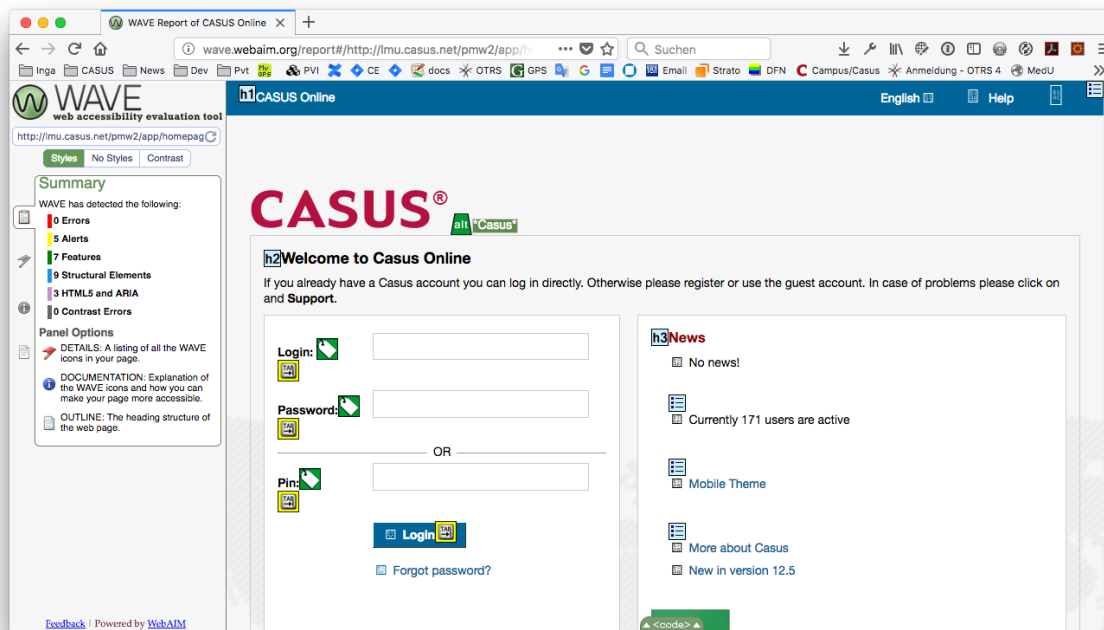 WAVE Report of CASUS Online
wave.webaim.org/report#/http://lmu.casus.net/pmw2/app/h
Suchen
Inga CASUS News Dev Pvt My GPS PVI CE docs OTRS GPS G Email Strato DFN Campus/Casus Anmeldung - OTRS 4 MedU
WAVE
web accessibility evaluation tool
http://lmu.casus.net/pmw2/app/homepag
Styles No Styles Contrast
Summary
WAVE has detected the following:
0 Errors
5 Alerts
7 Features
9 Structural Elements
3 HTML5 and ARIA
0 Contrast Errors
Panel Options
DETAILS: A listing of all the WAVE
icons in your page.
DOCUMENTATION: Explanation of
the WAVE icons and how you can
make your page more accessible.
OUTLINE: The heading structure of
the web page.
Feedback | Powered by WebAIM
h1 CASUS Online
English Help
CASUS®
alt *Casus*
h2 Welcome to Casus Online
If you already have a Casus account you can log in directly. Otherwise please register or use the guest account. In case of problems please click on
and Support.
Login:
TAB
Password:
TAB
OR
Pin:
TAB
Login TAB
Forgot password?
h3 News
No news!
Currently 171 users are active
Mobile Theme
More about Casus
New in version 12.5
<code>